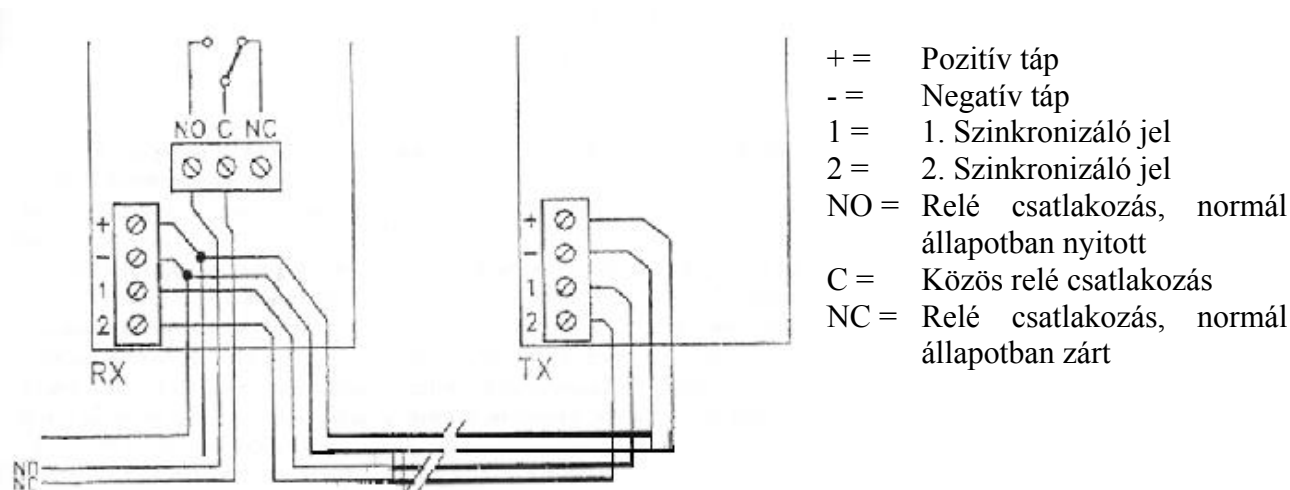 NO C NC
+
-
1
2
RX
NO
NC
+
-
1
2
TX
+ = Pozitív táp
- = Negatív táp
1 = 1. Szinkronizáló jel
2 = 2. Szinkronizáló jel
NO = Relé csatlakozás, normál
állapotban nyitott
C = Közös relé csatlakozás
NC = Relé csatlakozás, normál
állapotban zárt